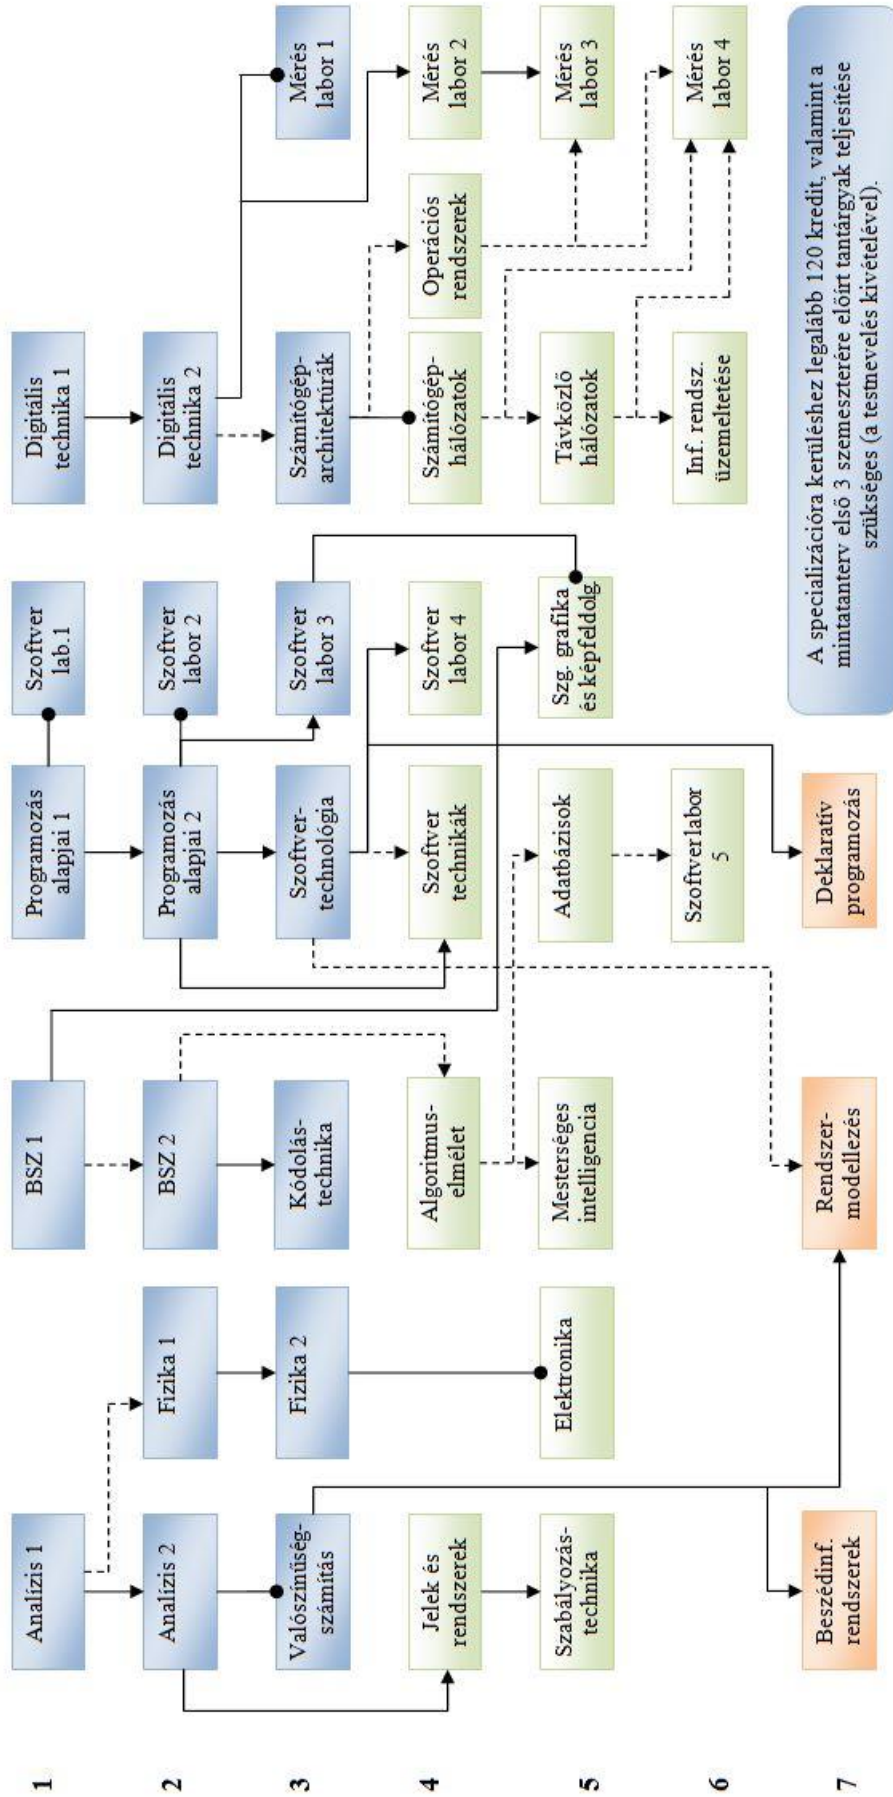 1
Analízis 1
BSZ 1
Programozás
alapjai 1
Szoftver
lab.1
Digitális
technika 1
2
Analízis 2
Fizika 1
BSZ 2
Programozás
alapjai 2
Szoftver
labor 2
Digitális
technika 2
3
Valószínűség-
számítás
Fizika 2
Kódolás-
technika
Szoftver-
technológia
Szoftver
labor 3
Számítógép-
architektúrák
Mérés
labor 1
4
Jelek és
rendszerek
Algoritmus-
elmélet
Szoftver
technikák
Szoftver
labor 4
Számítógép-
hálózatok
Operációs
rendszerek
Mérés
labor 2
5
Szabályozás-
technika
Elektronika
Mesterséges
intelligencia
Adatbázisok
Szg. grafika
és képfeldolg.
Távközlő
hálózatok
Mérés
labor 3
6
Szoftverlabor
5
Inf. rendsz.
üzemeltetése
Mérés
labor 4
7
Beszédinf.
rendszerek
Rendszer-
modellezés
Deklaratív
programozás
A specializációra kerüléshez legalább 120 kredit, valamint a
mintatanterv első 3 szemeszterére előírt tantárgyak teljesítése
szükséges (a testnevelés kivételével).